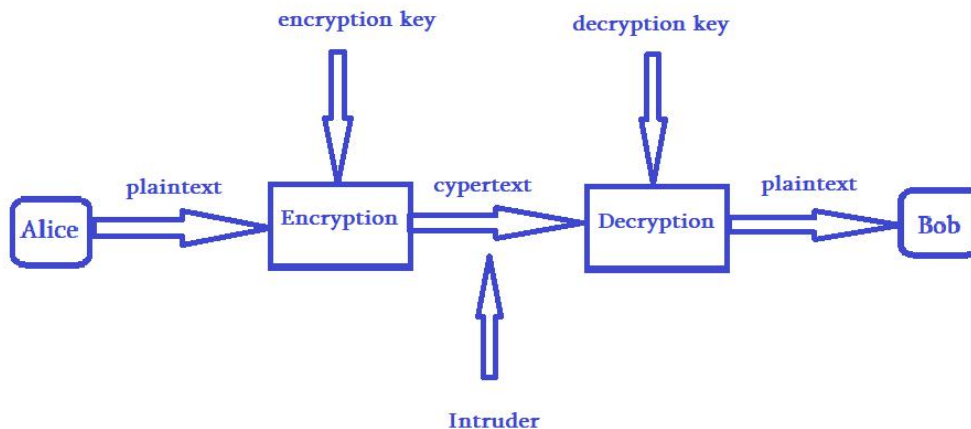 encryption key
decryption key
plaintext
cypertext
plaintext
Alice
Encryption
Decryption
Bob
Intruder